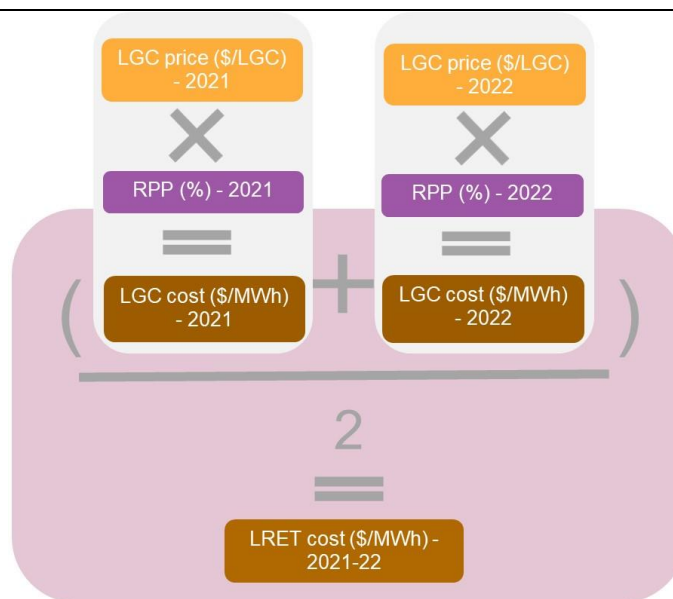 LGC price ($/LGC)
- 2021
×
RPP (%) - 2021
=
LGC cost ($/MWh)
- 2021
+
LGC price ($/LGC)
- 2022
×
RPP (%) - 2022
=
LGC cost ($/MWh)
- 2022
( )
2
=
LRET cost ($/MWh) -
2021-22